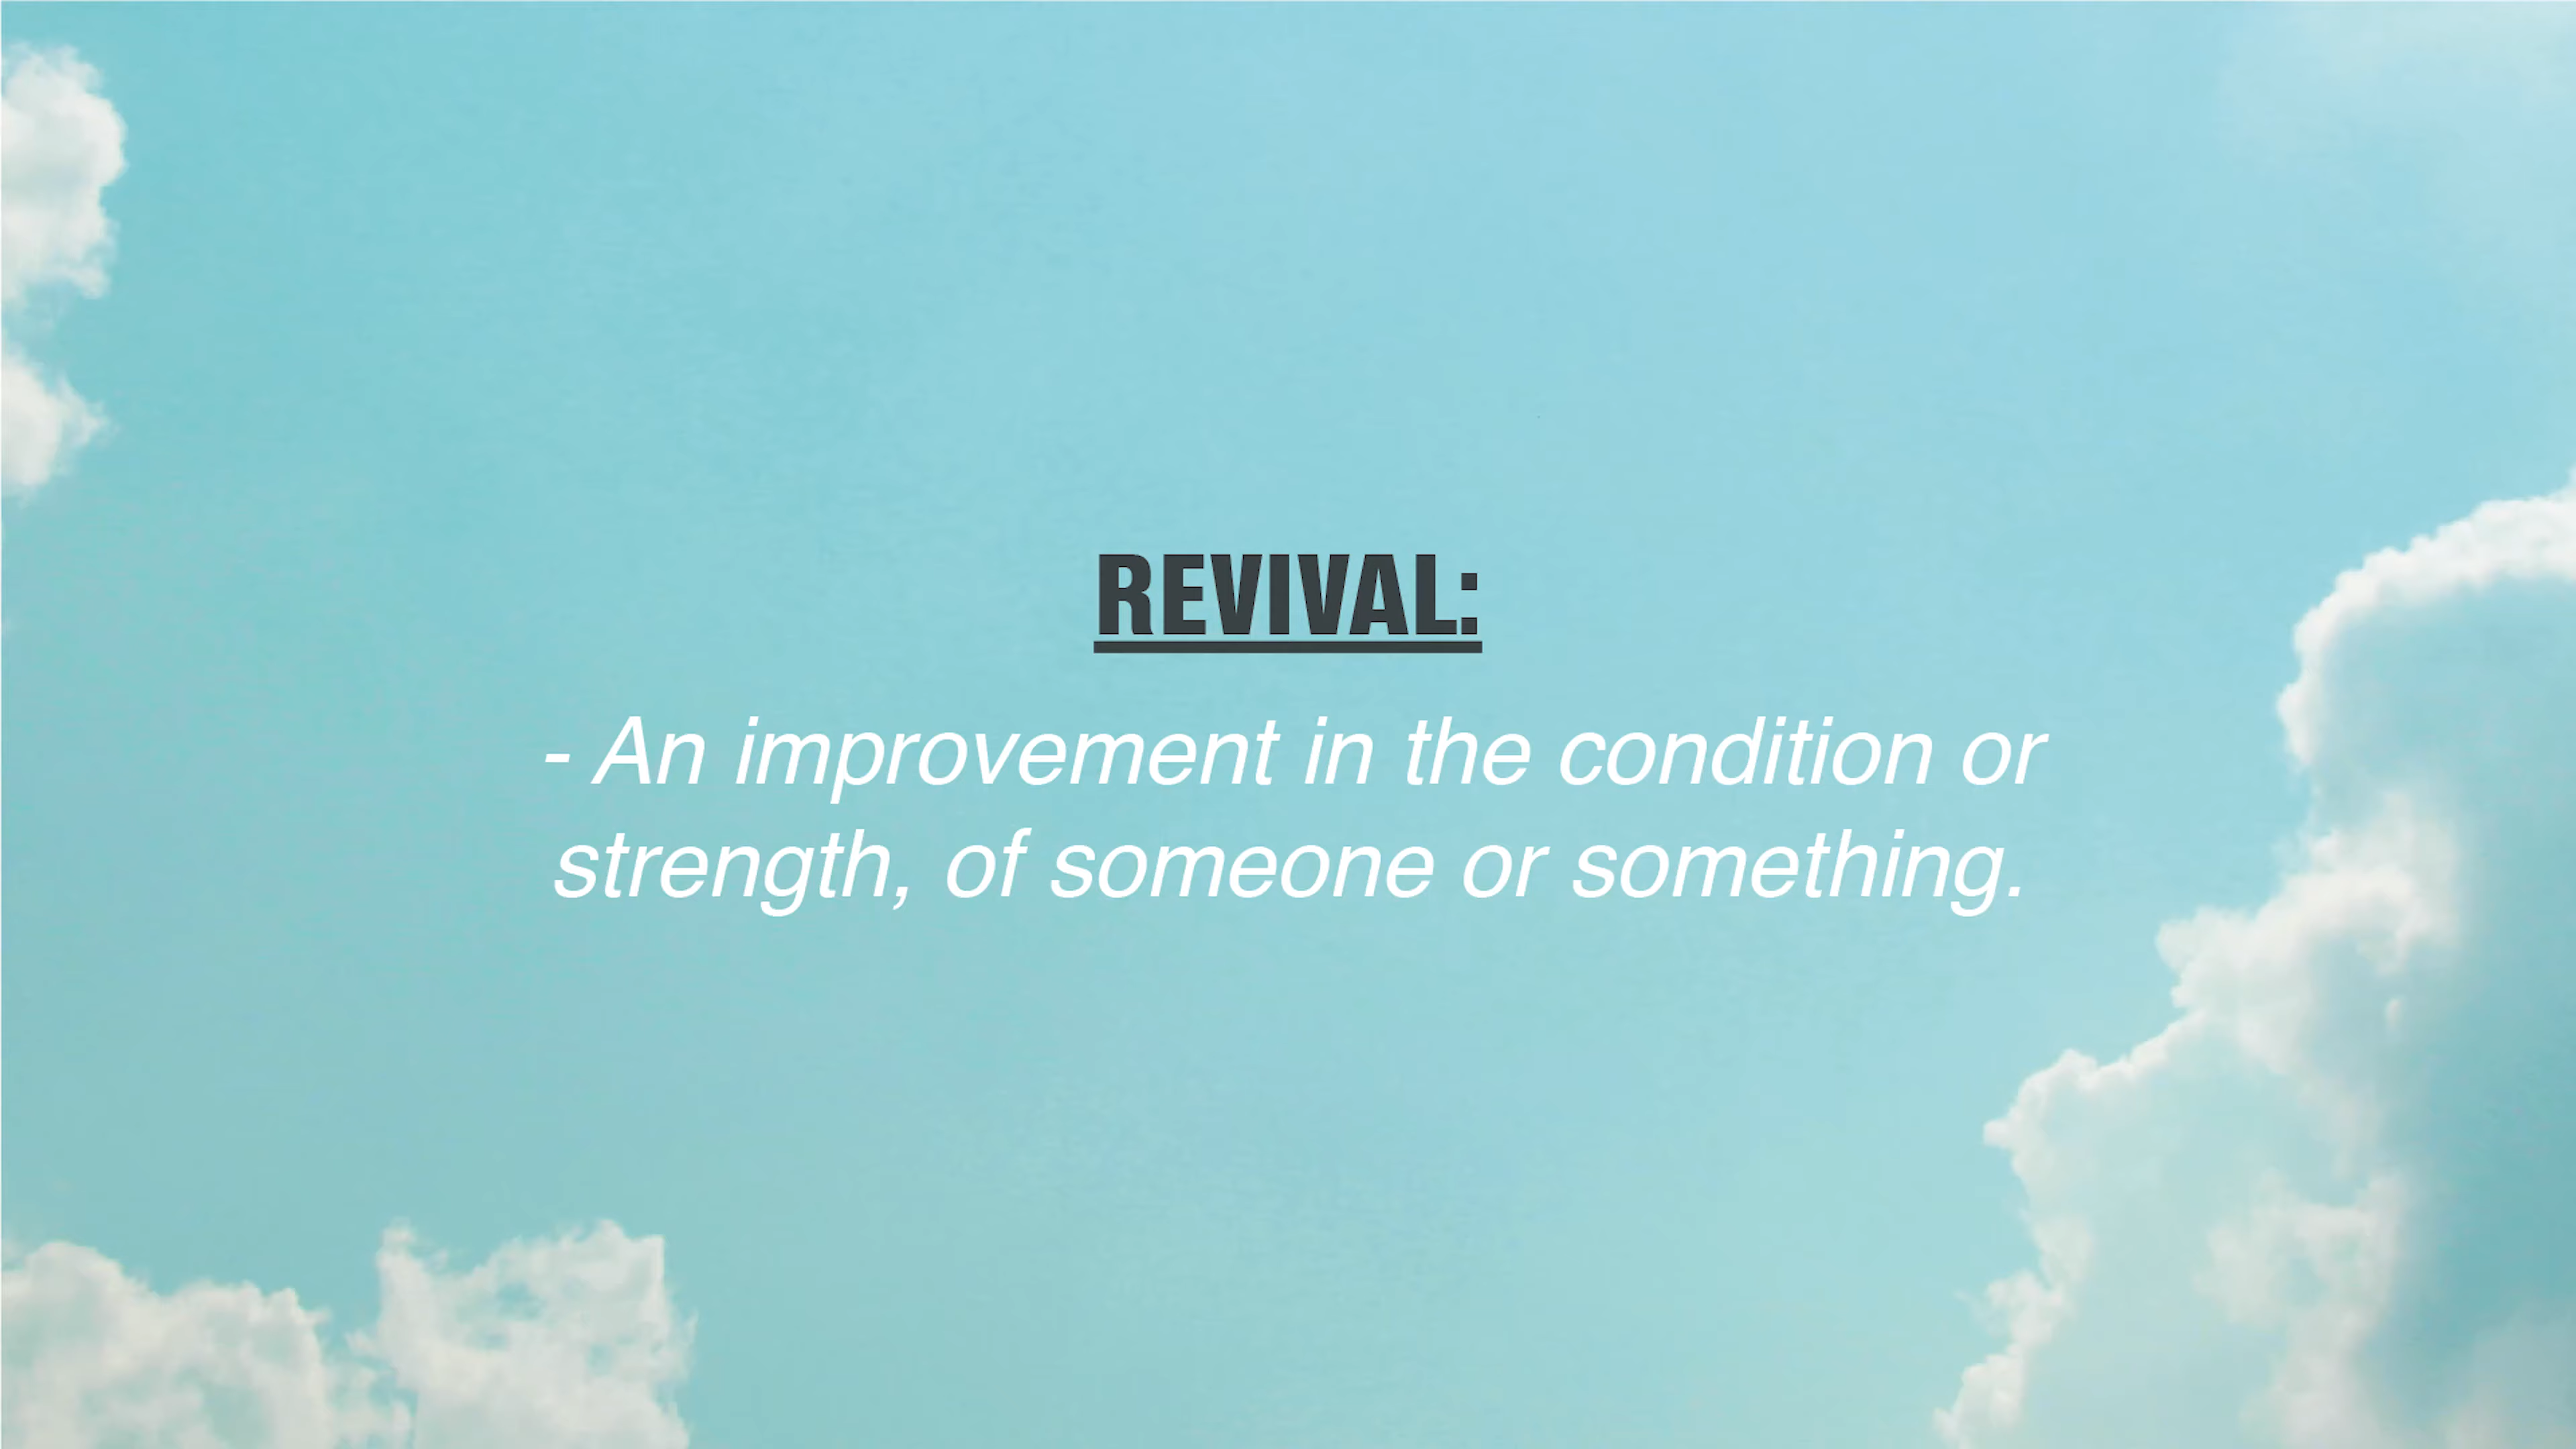 REVIVAL:
- An improvement in the condition or
strength, of someone or something.